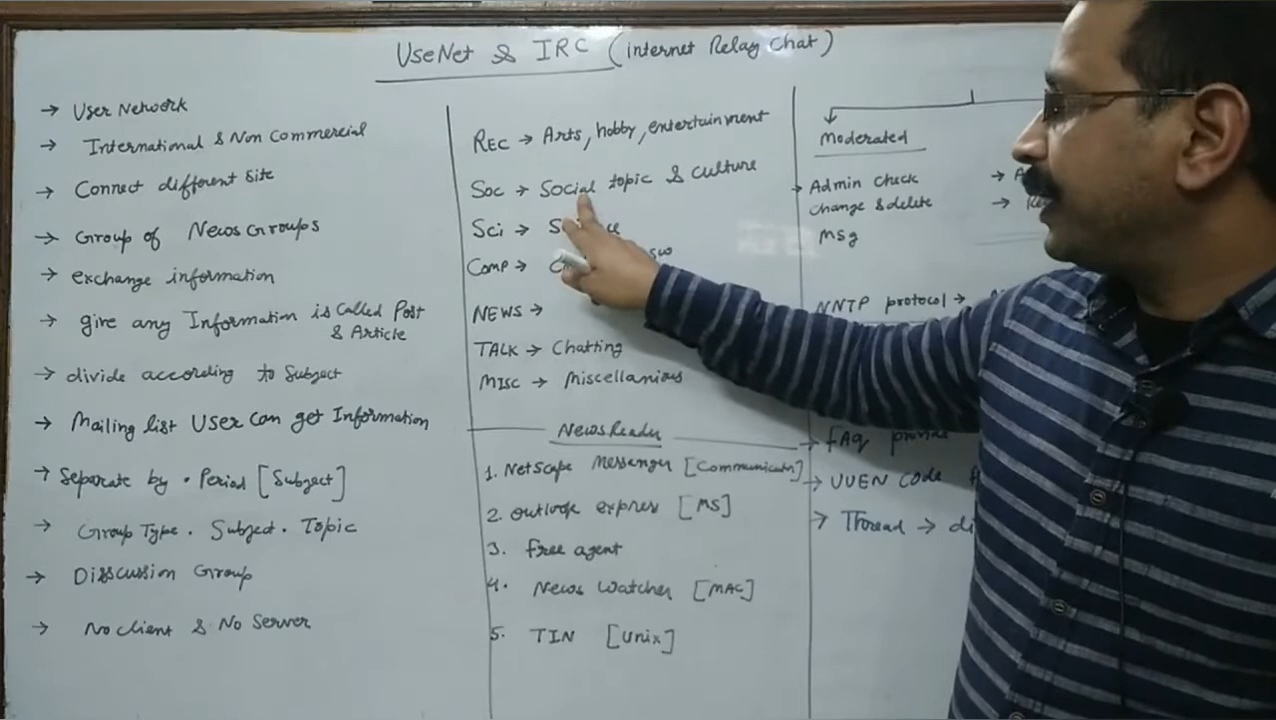 UseNet & IRC (internet Relay Chat)
→ User Network
→ International & Non Commercial
→ Connect different site
→ Group of News Groups
→ exchange information
→ give any Information is Called Post
& Article
→ divide according to Subject
→ Mailing list User can get Information
→ Separate by . Period [Subject]
→ Group Type . Subject . Topic
→ Disscussion Group
→ No client & No Server
REC → Arts, hobby, entertainment
Soc → Social topic & culture
Sci →
Comp →
NEWS →
TALK → Chatting
MISC → Miscellanious
News Reader
1. Netscape Messenger
2. outlook express [MS]
3. free agent
4. News Watcher [MAC]
5. TIN [Unix]
Moderated
→ Admin Check
change & delete
msg
NNTP protocol →
→ FAQ
→ UUEN Code
→ Thread →